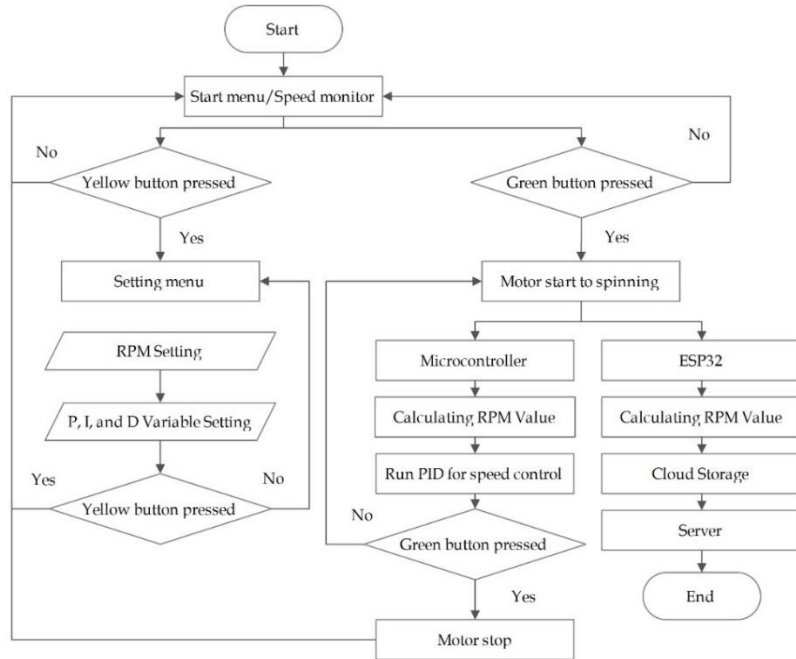 Start
Start menu/Speed monitor
No
No
Yellow button pressed
Green button pressed
Yes
Yes
Setting menu
Motor start to spinning
RPM Setting
Microcontroller
ESP32
P, I, and D Variable Setting
Calculating RPM Value
Calculating RPM Value
Yes
No
Run PID for speed control
Cloud Storage
Yellow button pressed
No
Green button pressed
Server
Yes
End
Motor stop